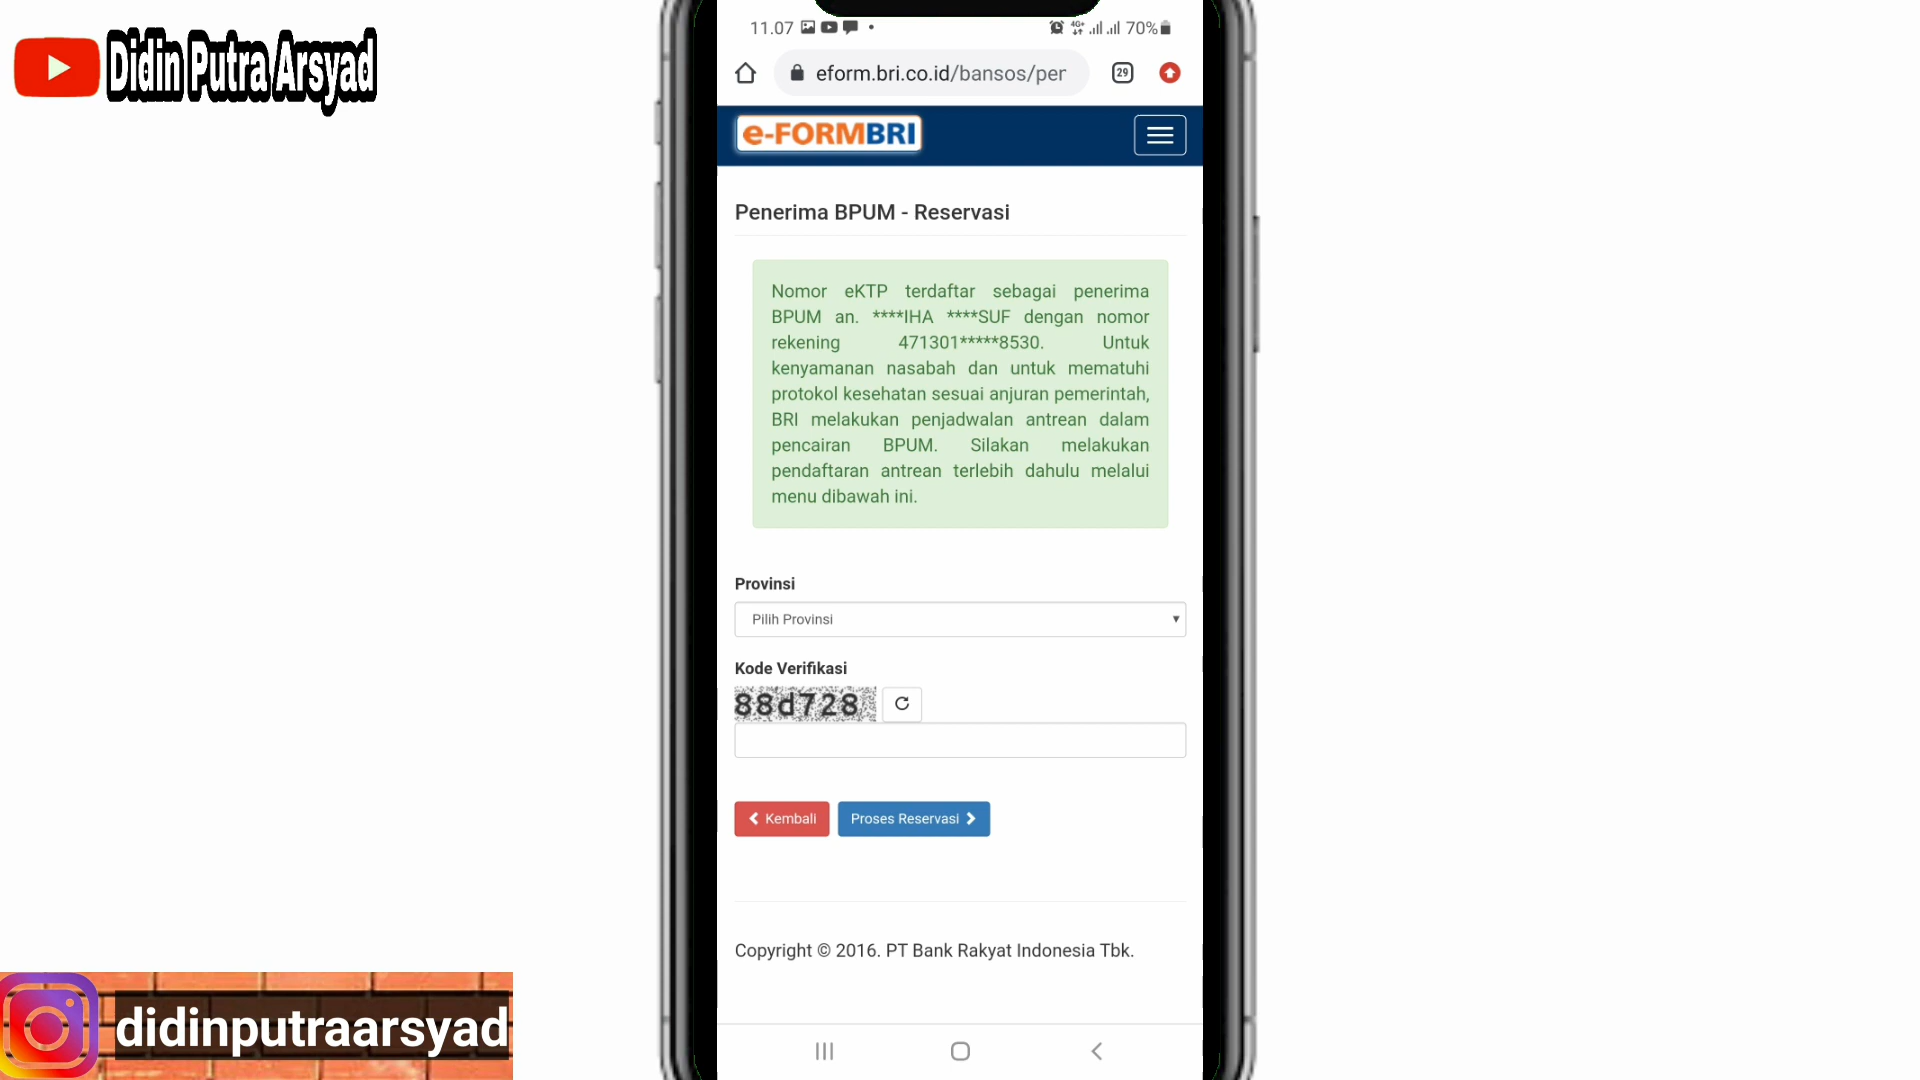 Didin Putra Arsyad
11.07
4G+
70%
eform.bri.co.id/bansos/per
29
e-FORMBRI
Penerima BPUM - Reservasi
Nomor eKTP terdaftar sebagai penerima
BPUM an. ****IHA ****SUF dengan nomor
rekening 471301*****8530. Untuk
kenyamanan nasabah dan untuk mematuhi
protokol kesehatan sesuai anjuran pemerintah,
BRI melakukan penjadwalan antrean dalam
pencairan BPUM. Silakan melakukan
pendaftaran antrean terlebih dahulu melalui
menu dibawah ini.
Provinsi
Pilih Provinsi
Kode Verifikasi
88d728
Kembali
Proses Reservasi
Copyright © 2016. PT Bank Rakyat Indonesia Tbk.
didinputraarsyad